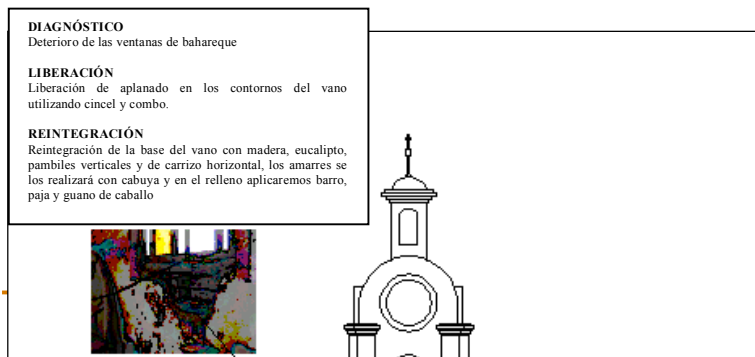 DIAGNÓSTICO
Deterioro de las ventanas de bahareque
LIBERACIÓN
Liberación de aplanado en los contornos del vano
utilizando cincel y combo.
REINTEGRACIÓN
Reintegración de la base del vano con madera, eucalipto,
pambiles verticales y de carrizo horizontal, los amarres se
los realizará con cabuya y en el relleno aplicaremos barro,
paja y guano de caballo